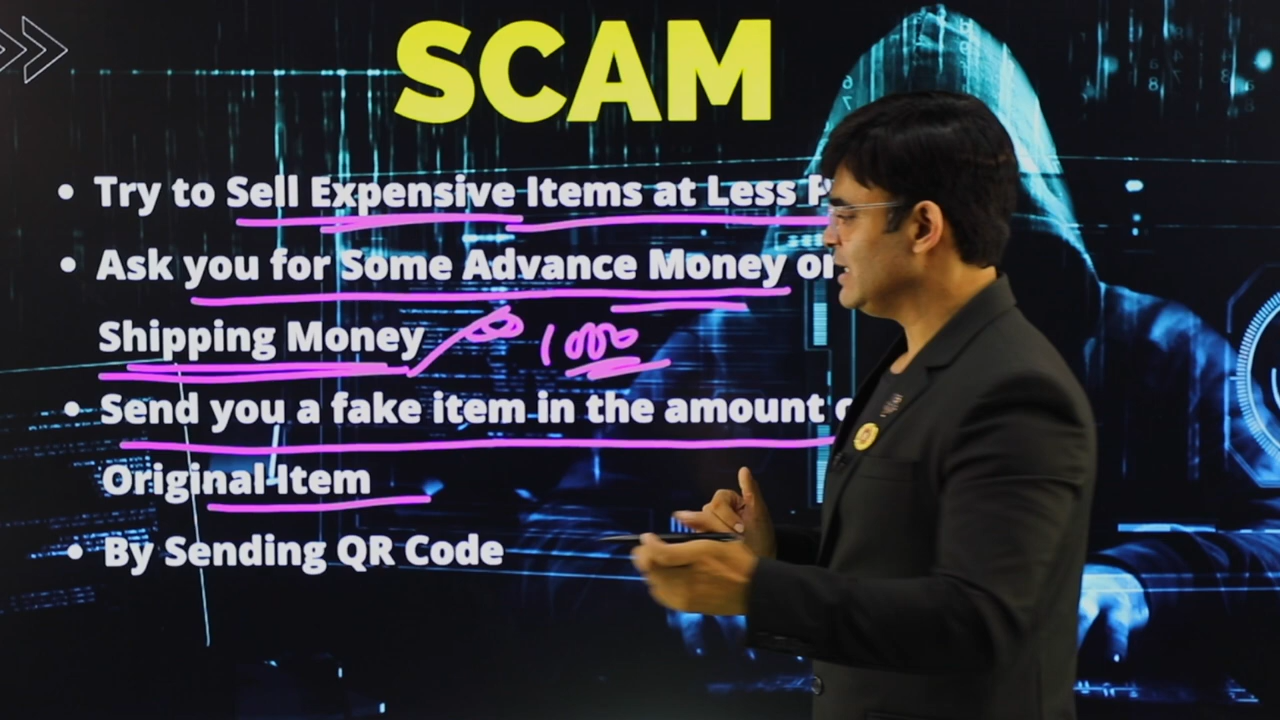 SCAM
• Try to Sell Expensive Items at Less
• Ask you for Some Advance Money or
Shipping Money 1000
• Send you a fake item in the amount
Original Item
• By Sending QR Code